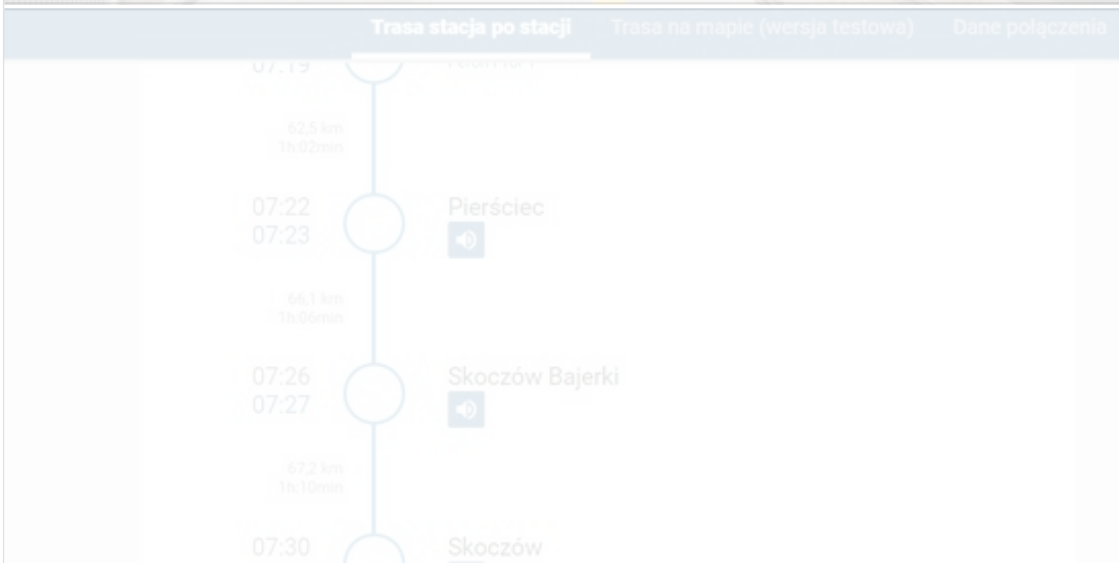 Trasa stacja po stacji Trasa na mapie (wersja testowa) Dane połączenia
07:19
62,5 km
1h:02min
07:22 Pierściec
07:23
66,1 km
1h:06min
07:26 Skoczów Bajerki
07:27
67,2 km
1h:10min
07:30 Skoczów